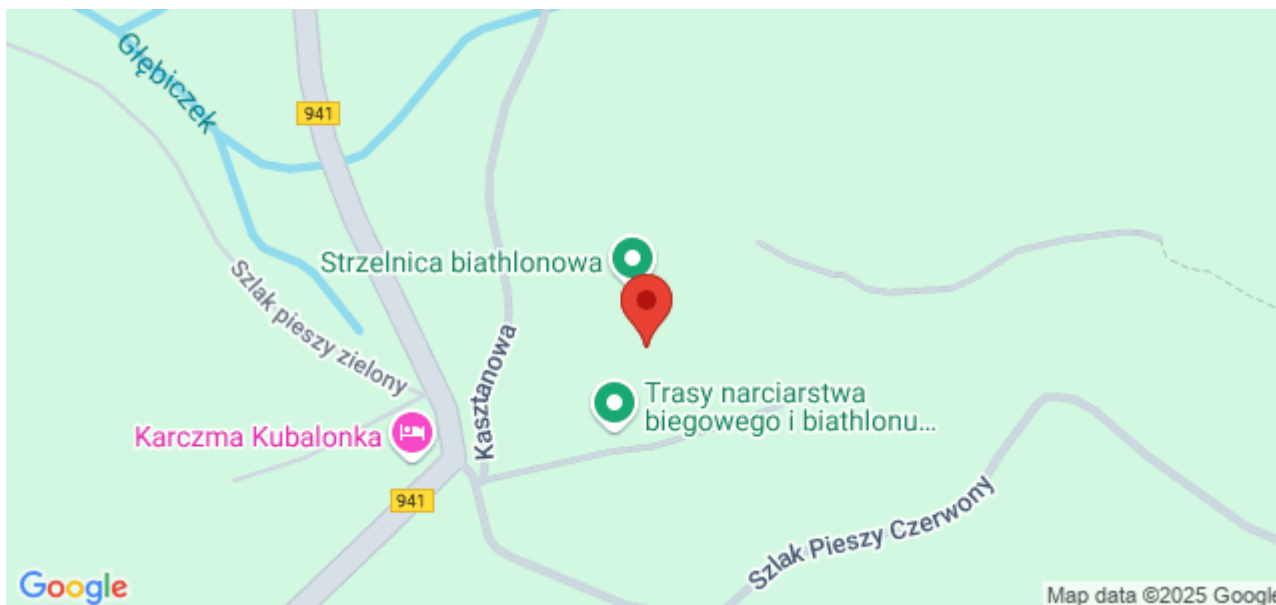 Głębiczek
941
Strzelnica biathlonowa
Szlak pieszy zielony
Kasztanowa
Trasy narciarstwa
biegowego i biathlonu...
Karczma Kubalonka
941
Szlak Pieszy Czerwony
Google
Map data ©2025 Google